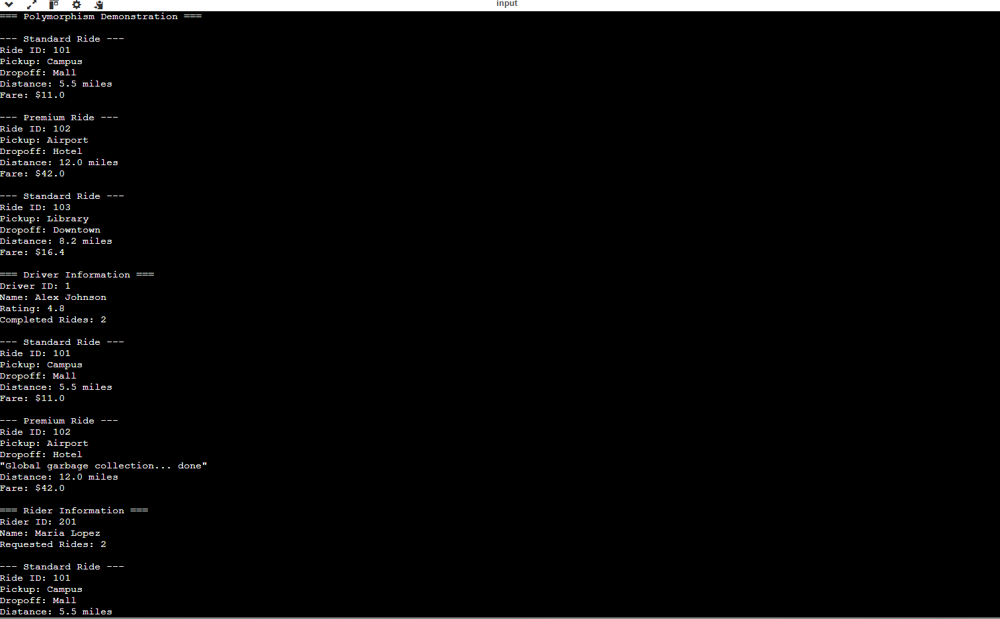 input
=== Polymorphism Demonstration ===
--- Standard Ride ---
Ride ID: 101
Pickup: Campus
Dropoff: Mall
Distance: 5.5 miles
Fare: $11.0
--- Premium Ride ---
Ride ID: 102
Pickup: Airport
Dropoff: Hotel
Distance: 12.0 miles
Fare: $42.0
--- Standard Ride ---
Ride ID: 103
Pickup: Library
Dropoff: Downtown
Distance: 8.2 miles
Fare: $16.4
=== Driver Information ===
Driver ID: 1
Name: Alex Johnson
Rating: 4.8
Completed Rides: 2
--- Standard Ride ---
Ride ID: 101
Pickup: Campus
Dropoff: Mall
Distance: 5.5 miles
Fare: $11.0
--- Premium Ride ---
Ride ID: 102
Pickup: Airport
Dropoff: Hotel
"Global garbage collection... done"
Distance: 12.0 miles
Fare: $42.0
=== Rider Information ===
Rider ID: 201
Name: Maria Lopez
Requested Rides: 2
--- Standard Ride ---
Ride ID: 101
Pickup: Campus
Dropoff: Mall
Distance: 5.5 miles